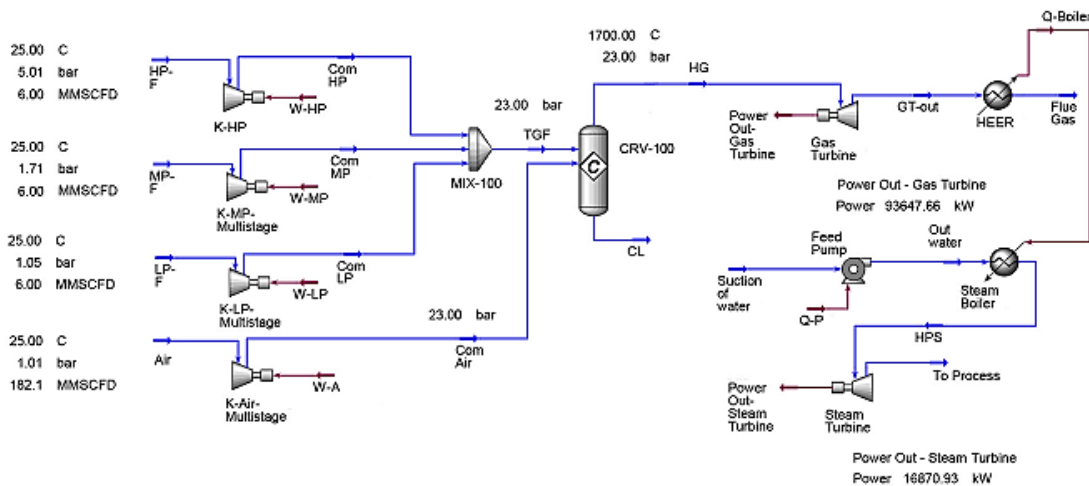 25.00 C
5.01 bar
6.00 MMSCFD
HP-
F
K-HP
W-HP
Com
HP
25.00 C
1.71 bar
6.00 MMSCFD
MP-
F
K-MP-
Multistage
W-MP
Com
MP
25.00 C
1.05 bar
6.00 MMSCFD
LP-
F
K-LP-
Multistage
W-LP
Com
LP
25.00 C
1.01 bar
182.1 MMSCFD
Air
K-Air-
Multistage
W-A
Com
Air
23.00 bar
MIX-100
23.00 bar
TGF
1700.00 C
23.00 bar
HG
C
CRV-100
CL
Power
Out-
Gas
Turbine
Gas
Turbine
GT-out
HEER
Q-Boiler
Flue
Gas
Power Out - Gas Turbine
Power 93647.66 kW
Suction
of
water
Feed
Pump
Q-P
Out
water
Steam
Boiler
HPS
Power
Out-
Steam
Turbine
Steam
Turbine
To Process
Power Out - Steam Turbine
Power 16870.93 kW